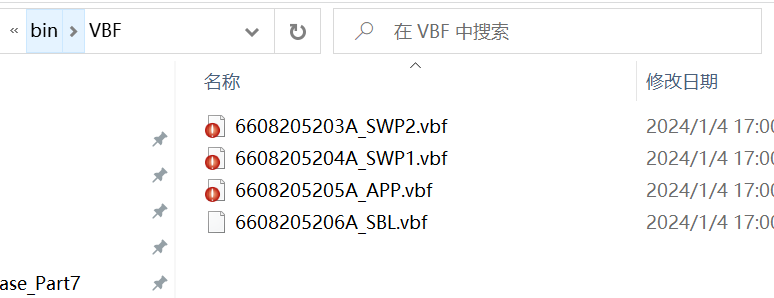 « bin > VBF 在 VBF 中搜索
名称 修改日期
6608205203A_SWP2.vbf 2024/1/4 17:00
6608205204A_SWP1.vbf 2024/1/4 17:00
6608205205A_APP.vbf 2024/1/4 17:00
6608205206A_SBL.vbf 2024/1/4 17:00
ase_Part7